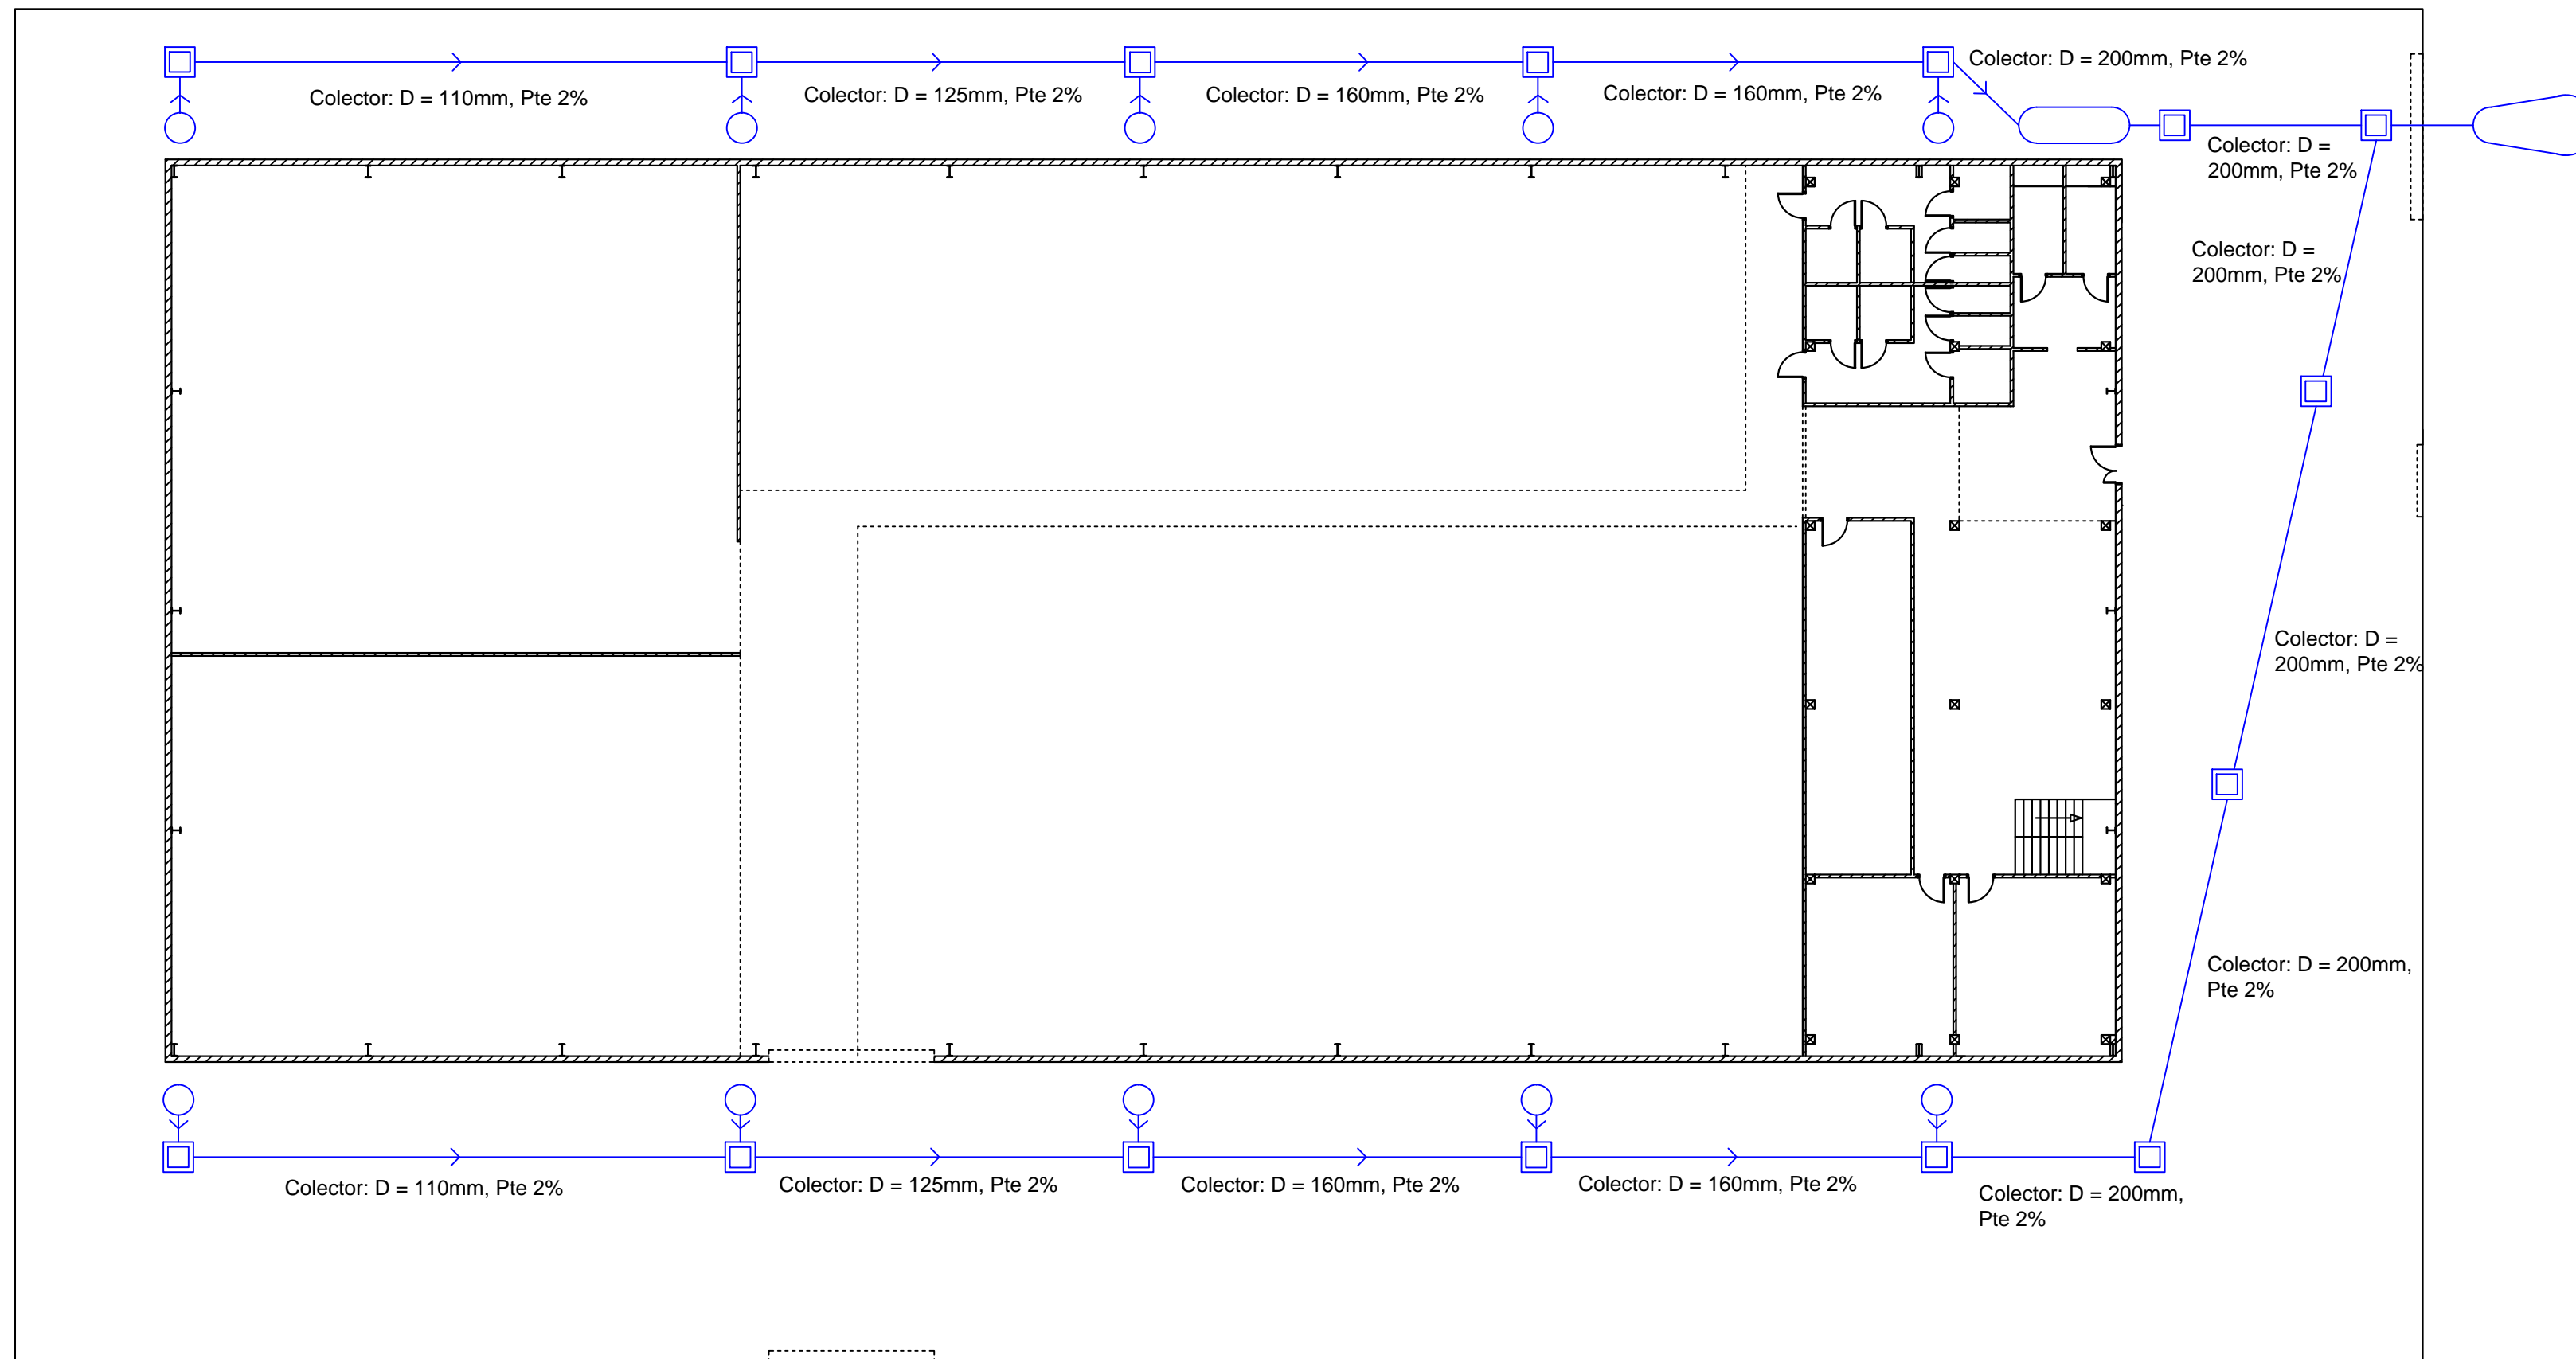 Colector: D = 200mm, Pte 2%
Colector: D = 110mm, Pte 2%
Colector: D = 125mm, Pte 2%
Colector: D = 160mm, Pte 2%
Colector: D = 160mm, Pte 2%
Colector: D =
200mm, Pte 2%
Colector: D =
200mm, Pte 2%
Colector: D =
200mm, Pte 2%
Colector: D = 200mm,
Pte 2%
Colector: D = 110mm, Pte 2%
Colector: D = 125mm, Pte 2%
Colector: D = 160mm, Pte 2%
Colector: D = 160mm, Pte 2%
Colector: D = 200mm,
Pte 2%